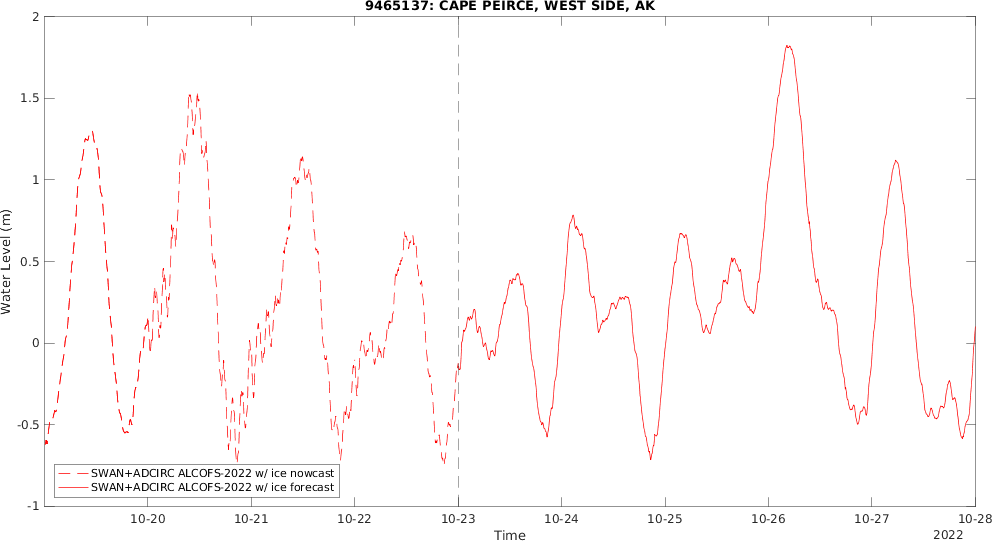 9465137: CAPE PEIRCE, WEST SIDE, AK
2
1.5
1
0.5
0
-0.5
-1
Water Level (m)
SWAN+ADCIRC ALCOFS-2022 w/ ice nowcast
SWAN+ADCIRC ALCOFS-2022 w/ ice forecast
10-20 10-21 10-22 10-23 10-24 10-25 10-26 10-27 10-28
Time
2022